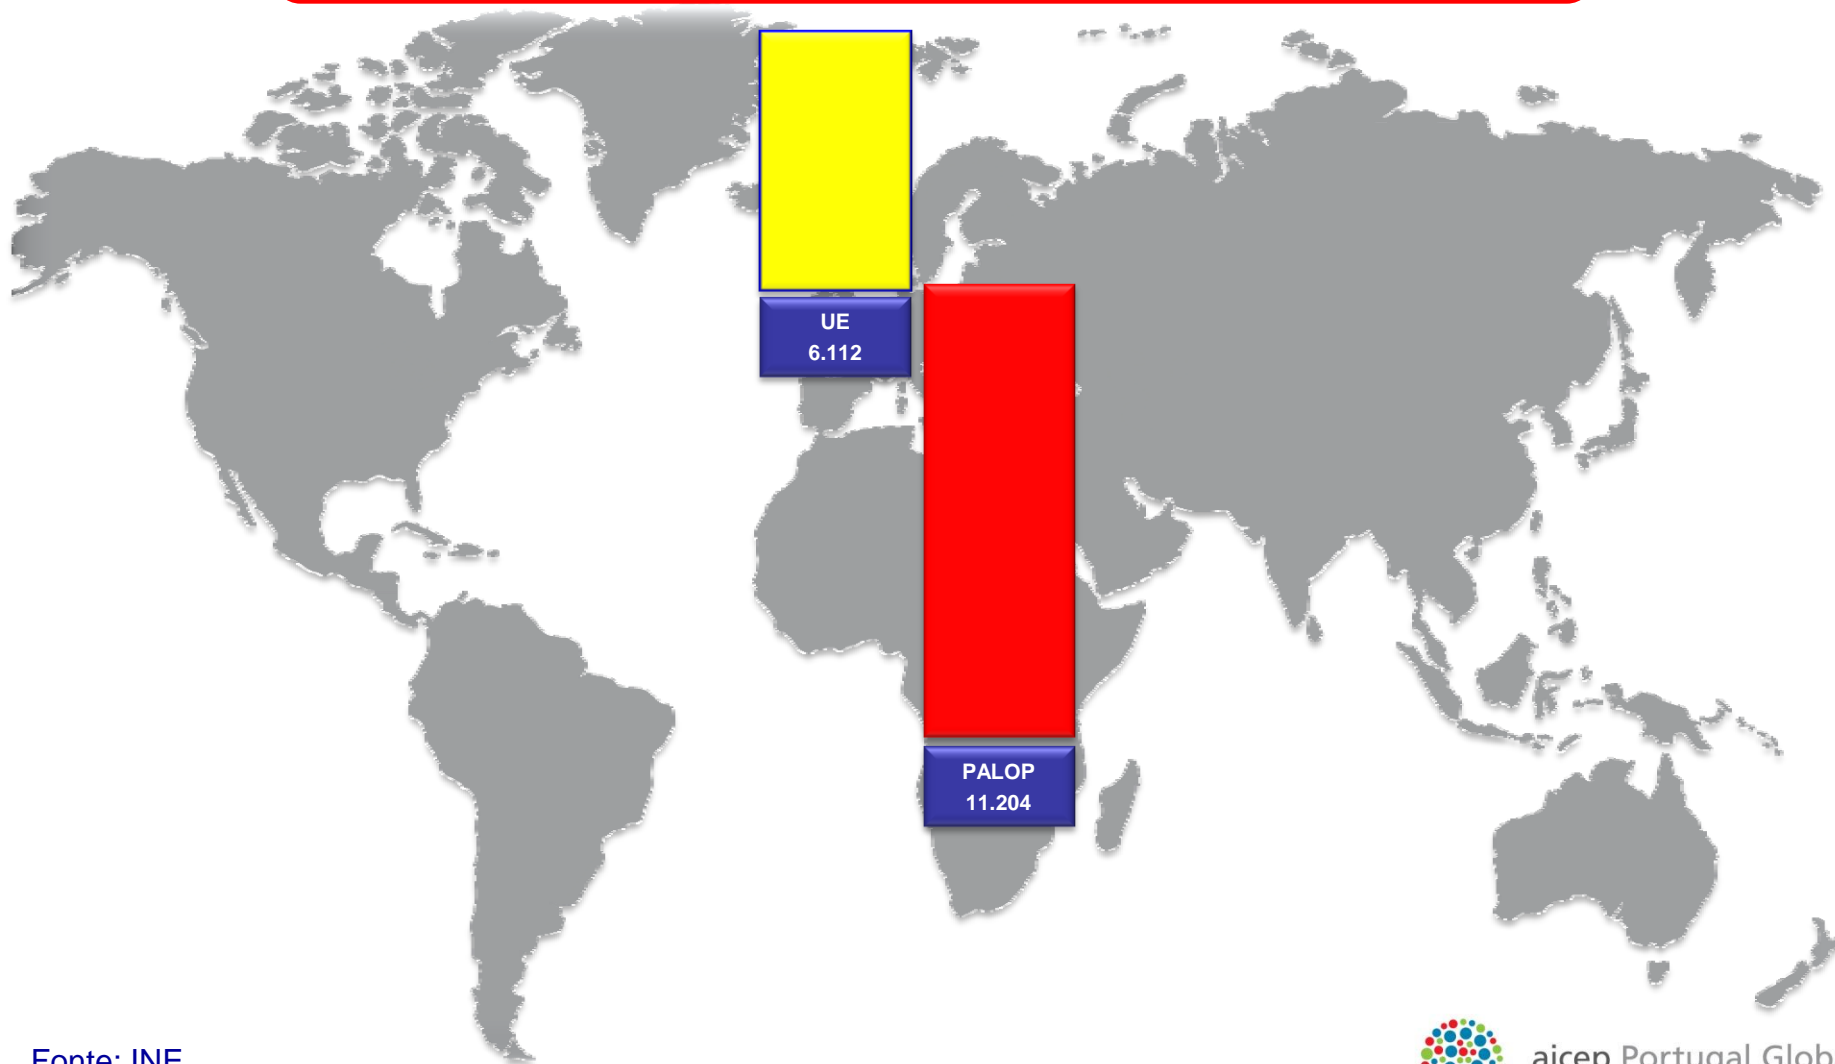 UE
6.112
PALOP
11.204
Fonte: INE
aicep Portugal Glob